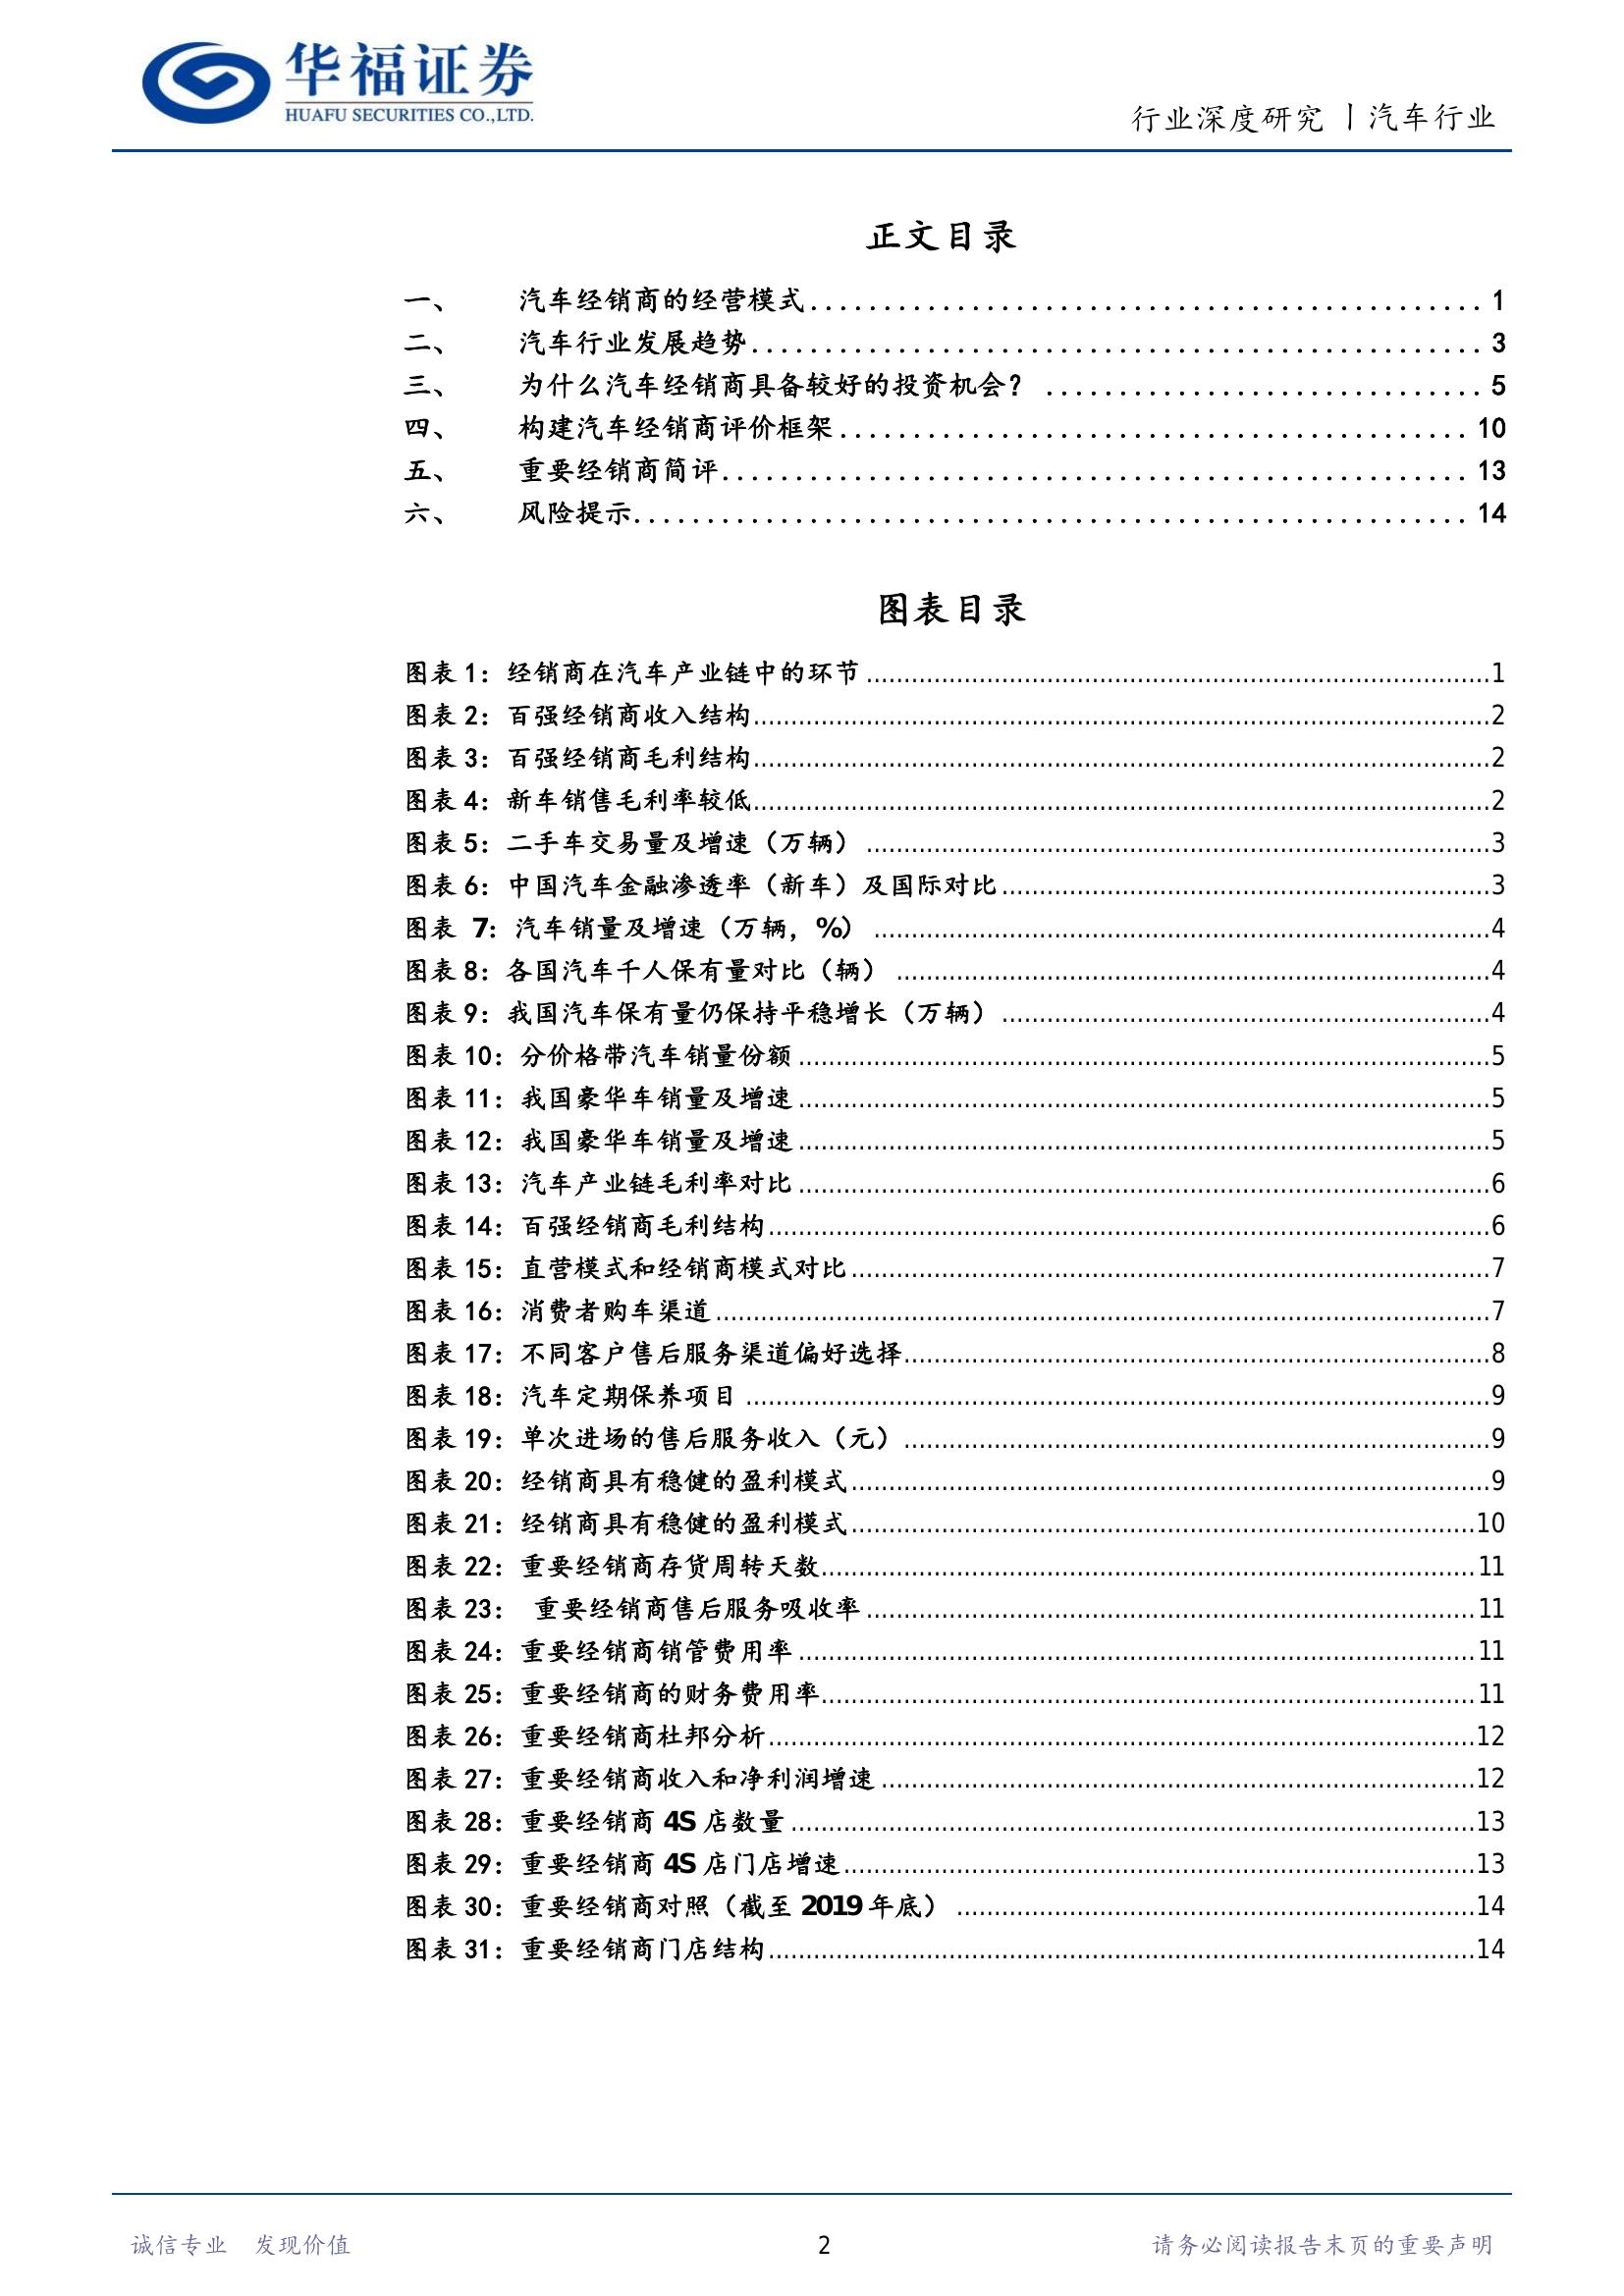 华福证券
HUAFU SECURITIES CO.,LTD.
行业深度研究丨汽车行业
正文目录
一、 汽车经销商的经营模式............................................... 1
二、 汽车行业发展趋势................................................... 3
三、 为什么汽车经销商具备较好的投资机会？ ............................... 5
四、 构建汽车经销商评价框架............................................ 10
五、 重要经销商简评.................................................... 13
六、 风险提示.......................................................... 14
图表目录
图表 1：经销商在汽车产业链中的环节 ........................................ 1
图表 2：百强经销商收入结构........................................ 2
图表 3：百强经销商毛利结构........................................ 2
图表 4：新车销售毛利率较低........................................ 2
图表 5：二手车交易量及增速（万辆） ........................................ 3
图表 6：中国汽车金融渗透率（新车）及国际对比 ........................................ 3
图表 7：汽车销量及增速（万辆，%） ........................................ 4
图表 8：各国汽车千人保有量对比（辆） ........................................ 4
图表 9：我国汽车保有量仍保持平稳增长（万辆） ........................................ 4
图表 10：分价格带汽车销量份额 ........................................ 5
图表 11：我国豪华车销量及增速 ........................................ 5
图表 12：我国豪华车销量及增速 ........................................ 5
图表 13：汽车产业链毛利率对比 ........................................ 6
图表 14：百强经销商毛利结构........................................ 6
图表 15：直营模式和经销商模式对比 ........................................ 7
图表 16：消费者购车渠道 ........................................ 7
图表 17：不同客户售后服务渠道偏好选择........................................ 8
图表 18：汽车定期保养项目 ........................................ 9
图表 19：单次进场的售后服务收入（元）........................................ 9
图表 20：经销商具有稳健的盈利模式 ........................................ 9
图表 21：经销商具有稳健的盈利模式 ........................................ 10
图表 22：重要经销商存货周转天数........................................ 11
图表 23： 重要经销商售后服务吸收率 ........................................ 11
图表 24：重要经销商销管费用率 ........................................ 11
图表 25：重要经销商的财务费用率........................................ 11
图表 26：重要经销商杜邦分析........................................ 12
图表 27：重要经销商收入和净利润增速 ........................................ 12
图表 28：重要经销商 4S 店数量 ........................................ 13
图表 29：重要经销商 4S 店门店增速........................................ 13
图表 30：重要经销商对照（截至 2019 年底） ........................................ 14
图表 31：重要经销商门店结构........................................ 14
诚信专业 发现价值 2 请务必阅读报告末页的重要声明